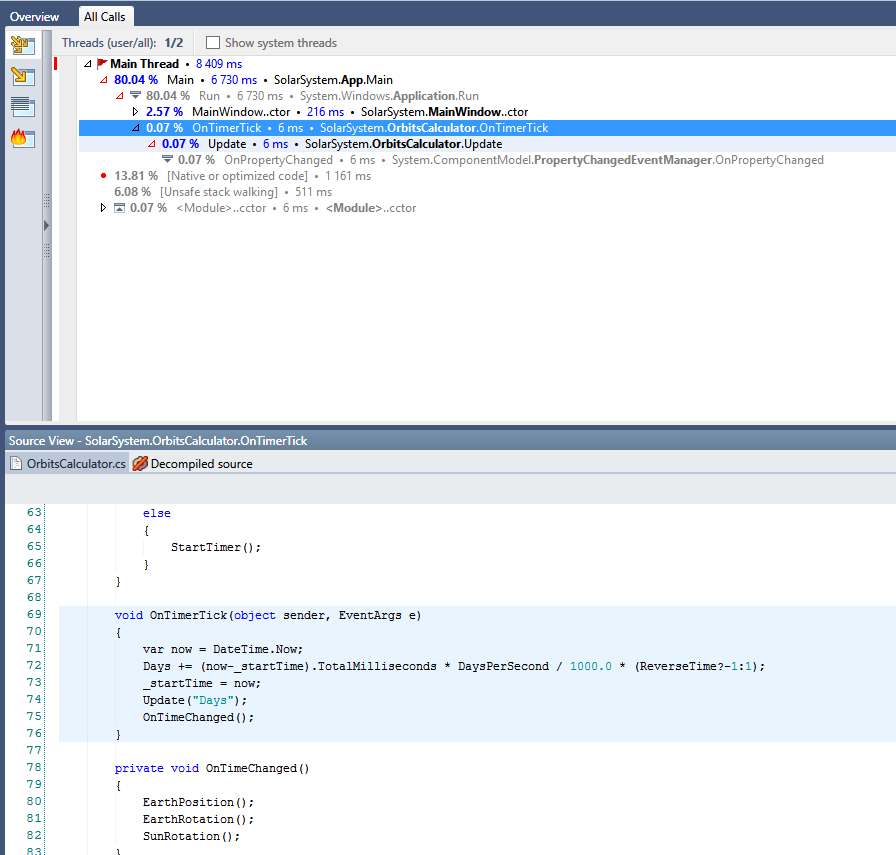 Overview All Calls
Threads (user/all): 1/2 • Show system threads
Main Thread • 8 409 ms
80.04 % Main • 6 730 ms • SolarSystem.App.Main
80.04 % Run • 6 730 ms • System.Windows.Application.Run
2.57 % MainWindow..ctor • 216 ms • SolarSystem.MainWindow..ctor
0.07 % OnTimerTick • 6 ms • SolarSystem.OrbitsCalculator.OnTimerTick
0.07 % Update • 6 ms • SolarSystem.OrbitsCalculator.Update
0.07 % OnPropertyChanged • 6 ms • System.ComponentModel.PropertyChangedEventManager.OnPropertyChanged
13.81 % [Native or optimized code] • 1 161 ms
6.08 % [Unsafe stack walking] • 511 ms
0.07 % <Module>..cctor • 6 ms • <Module>..cctor
Source View - SolarSystem.OrbitsCalculator.OnTimerTick
OrbitsCalculator.cs Decompiled source
63 else
64 {
65 StartTimer();
66 }
67 }
68
69 void OnTimerTick(object sender, EventArgs e)
70 {
71 var now = DateTime.Now;
72 Days += (now-_startTime).TotalMilliseconds * DaysPerSecond / 1000.0 * (ReverseTime?-1:1);
73 _startTime = now;
74 Update("Days");
75 OnTimeChanged();
76 }
77
78 private void OnTimeChanged()
79 {
80 EarthPosition();
81 EarthRotation();
82 SunRotation();
83 }